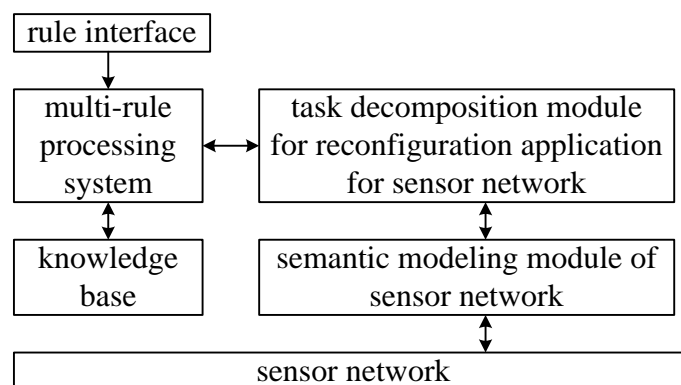 rule interface
multi-rule
processing
system
task decomposition module
for reconfiguration application
for sensor network
knowledge
base
semantic modeling module of
sensor network
sensor network